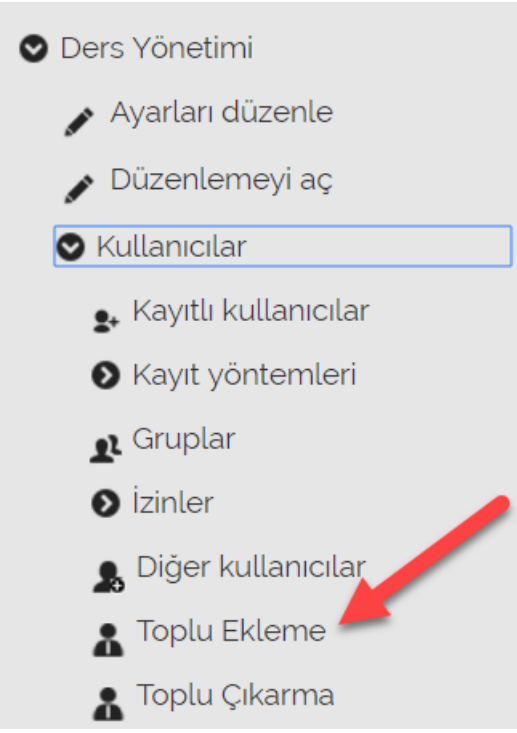 Ders Yönetimi
Ayarları düzenle
Düzenlemeyi aç
Kullanıcılar
Kayıtlı kullanıcılar
Kayıt yöntemleri
Gruplar
İzinler
Diğer kullanıcılar
Toplu Ekleme
Toplu Çıkarma